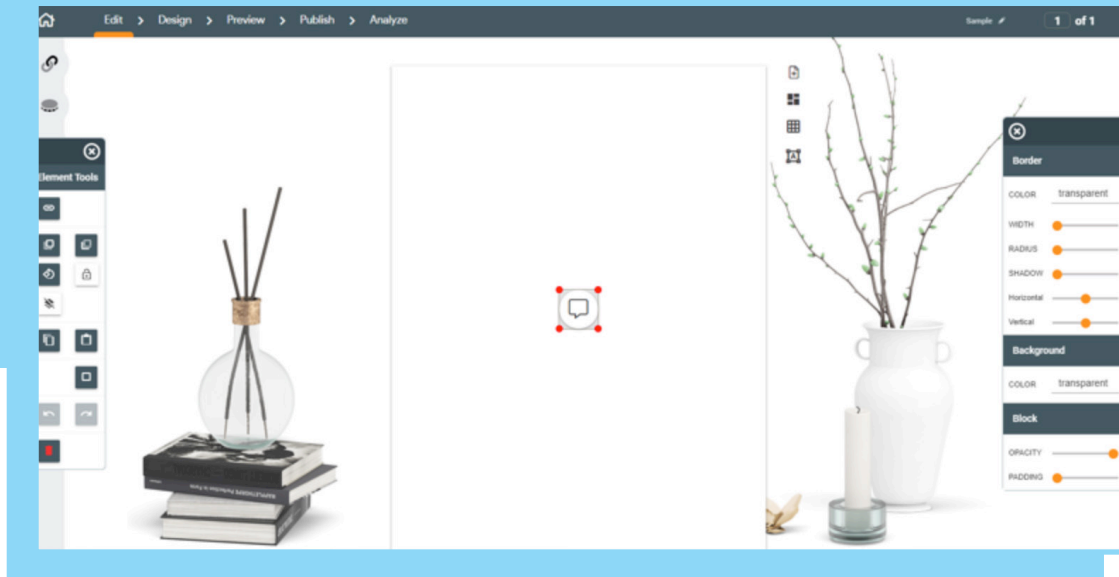 Edit > Design > Preview > Publish > Analyze
Sample
1 of 1
Element Tools
Border
COLOR transparent
WIDTH
RADIUS
SHADOW
Horizontal
Vertical
Background
COLOR transparent
Block
OPACITY
PADDING